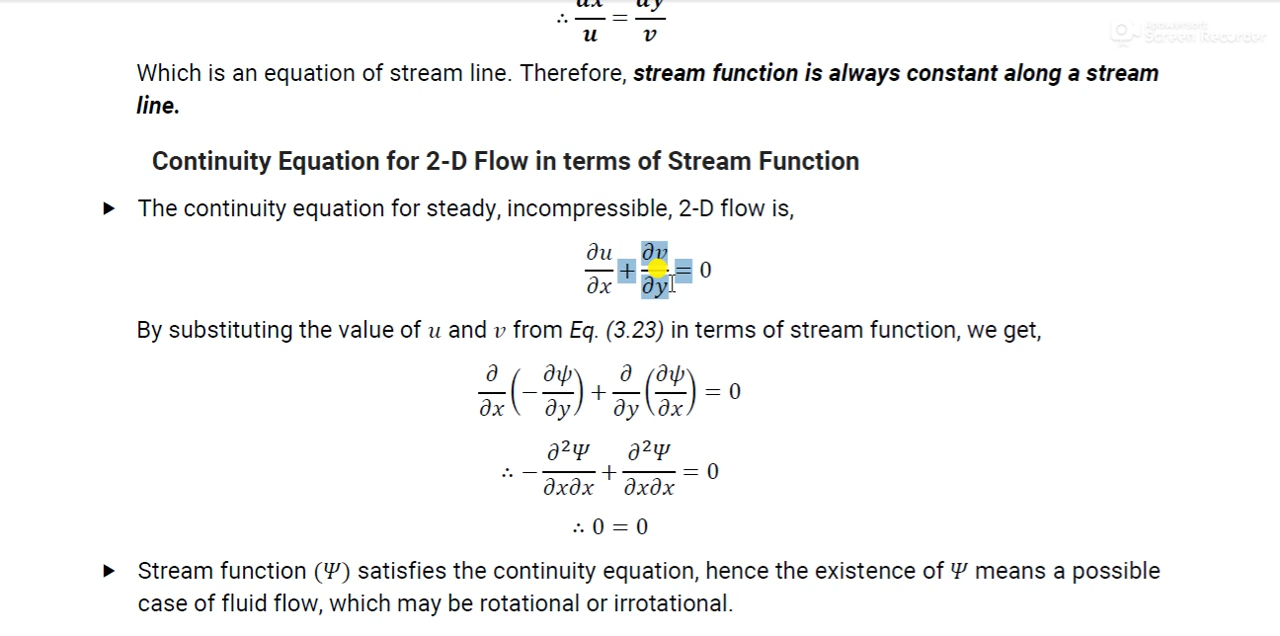 ∴ dx/u = dy/v
Apowersoft
Screen Recorder
Which is an equation of stream line. Therefore, stream function is always constant along a stream
line.
Continuity Equation for 2-D Flow in terms of Stream Function
▶ The continuity equation for steady, incompressible, 2-D flow is,
∂u/∂x + ∂v/∂y = 0
By substituting the value of u and v from Eq. (3.23) in terms of stream function, we get,
∂/∂x (−∂ψ/∂y) + ∂/∂y (∂ψ/∂x) = 0
∴ −∂²Ψ/∂x∂x + ∂²Ψ/∂x∂x = 0
∴ 0 = 0
▶ Stream function (Ψ) satisfies the continuity equation, hence the existence of Ψ means a possible
case of fluid flow, which may be rotational or irrotational.